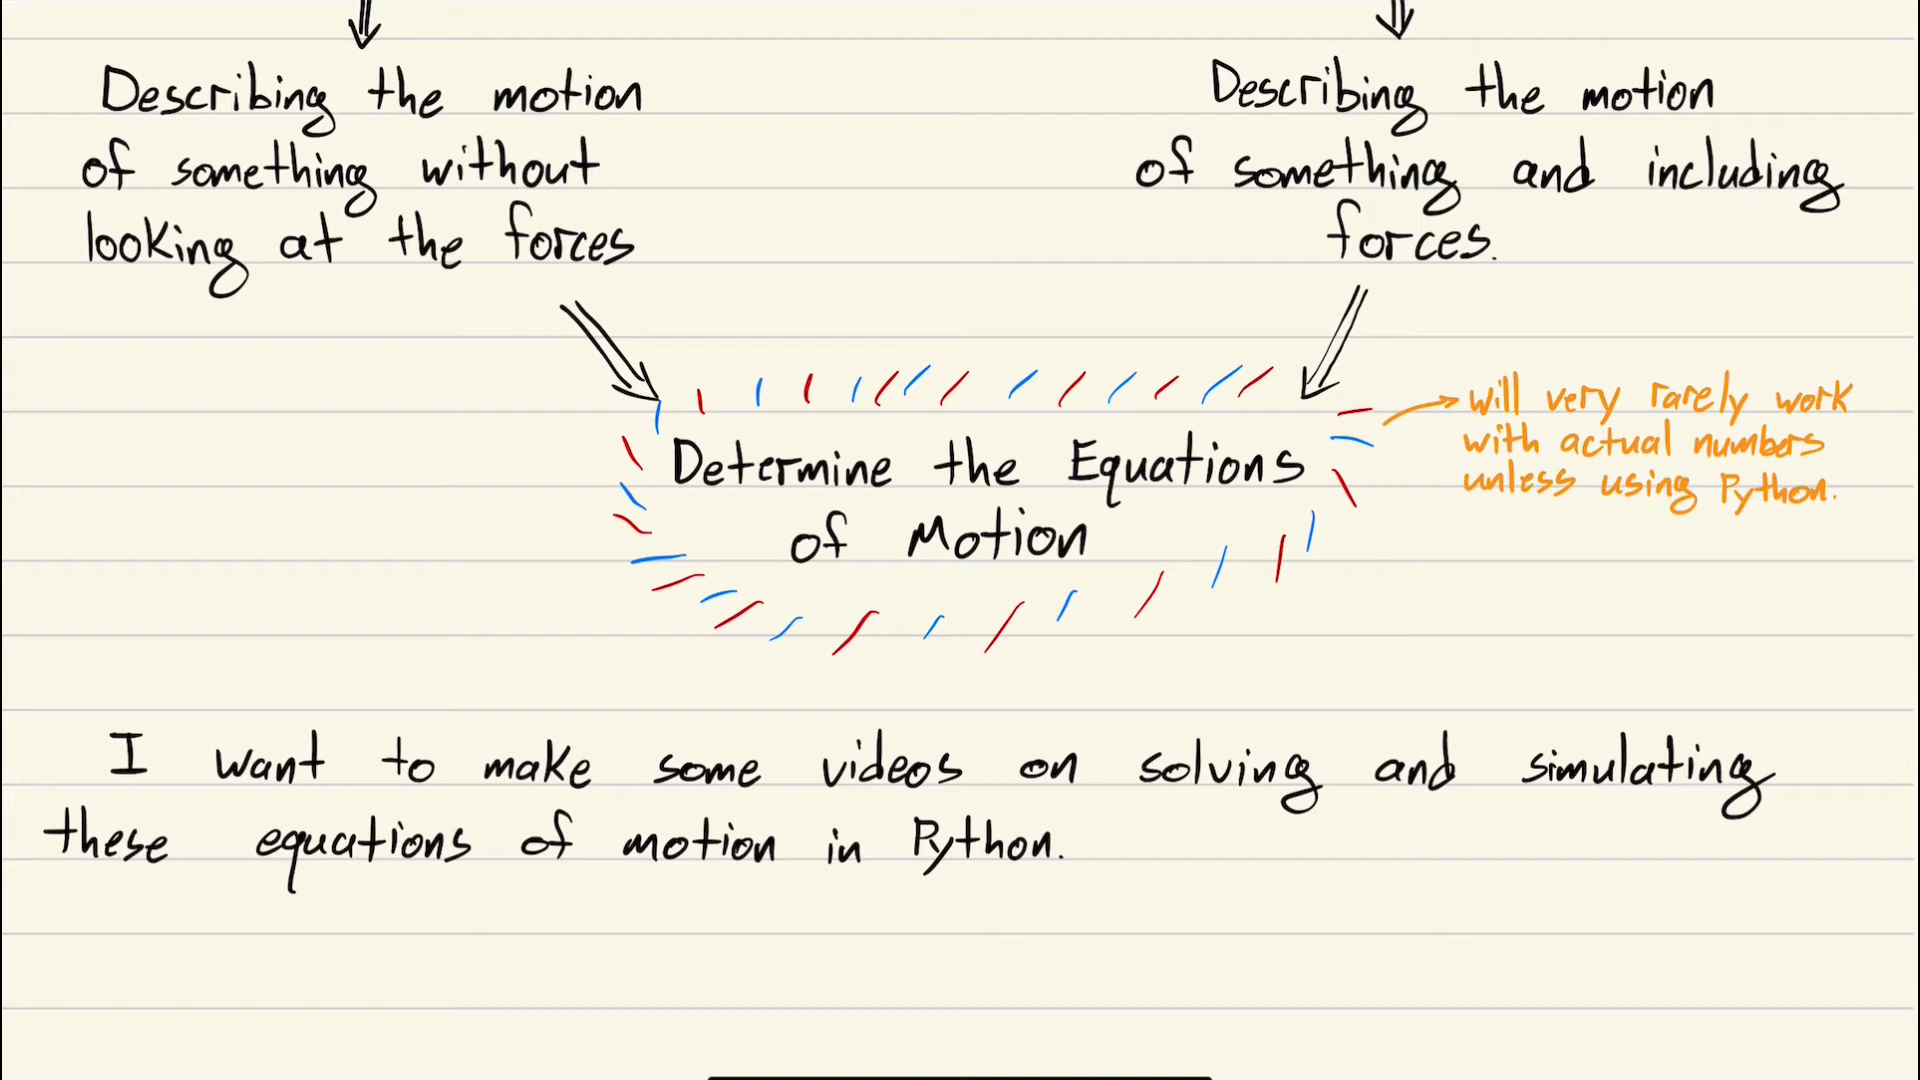 Describing the motion
of something without
looking at the forces
Describing the motion
of something and including
forces.
Determine the Equations
of Motion
will very rarely work
with actual numbers
unless using Python.
I want to make some videos on solving and simulating
these equations of motion in Python.